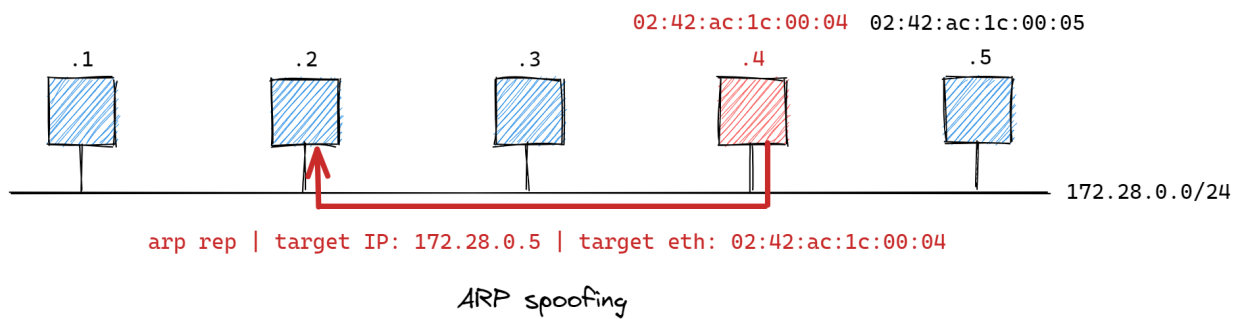 02:42:ac:1c:00:04 02:42:ac:1c:00:05
.1 .2 .3 .4 .5
172.28.0.0/24
arp rep | target IP: 172.28.0.5 | target eth: 02:42:ac:1c:00:04
ARP spoofing